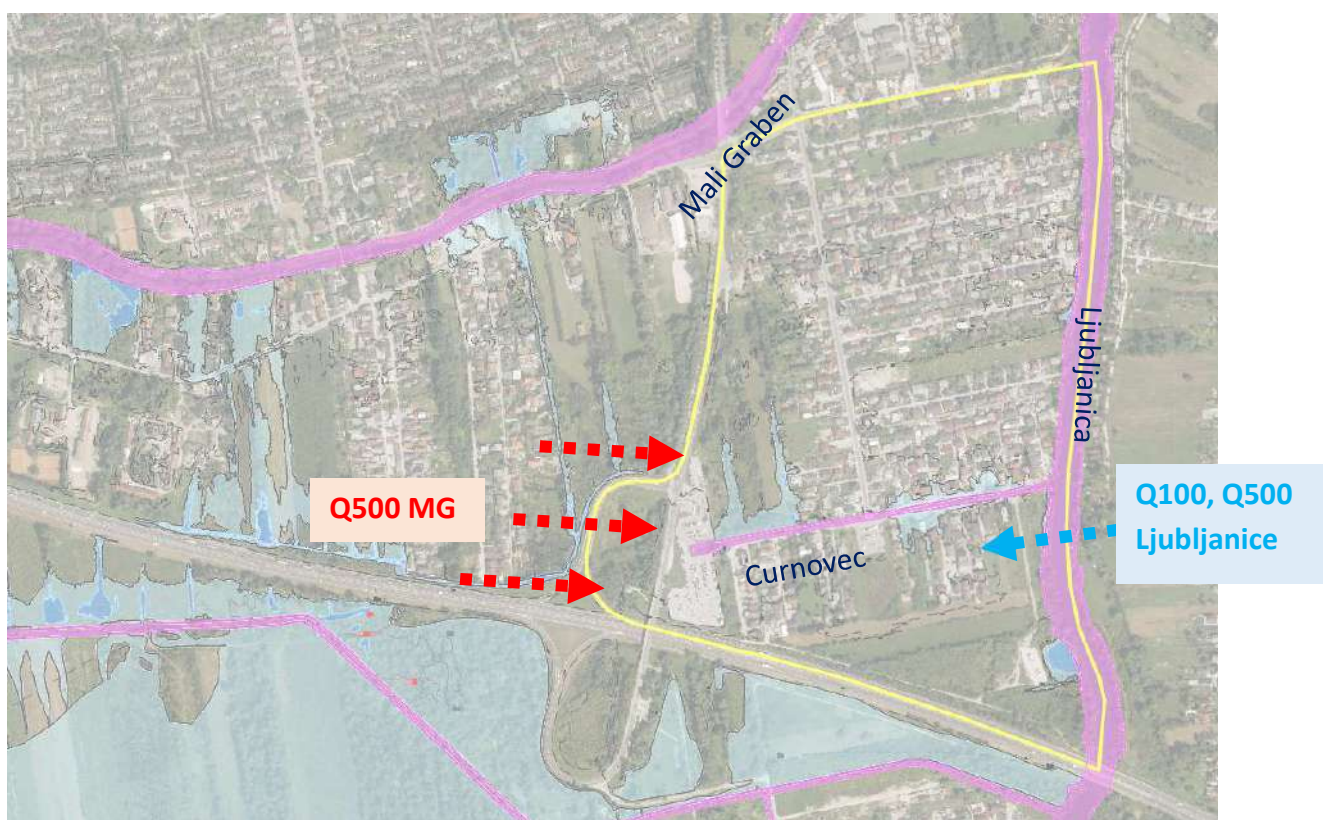 Mali Graben
Ljubljanica
Q500 MG
Q100, Q500
Ljubljanice
Curnovec